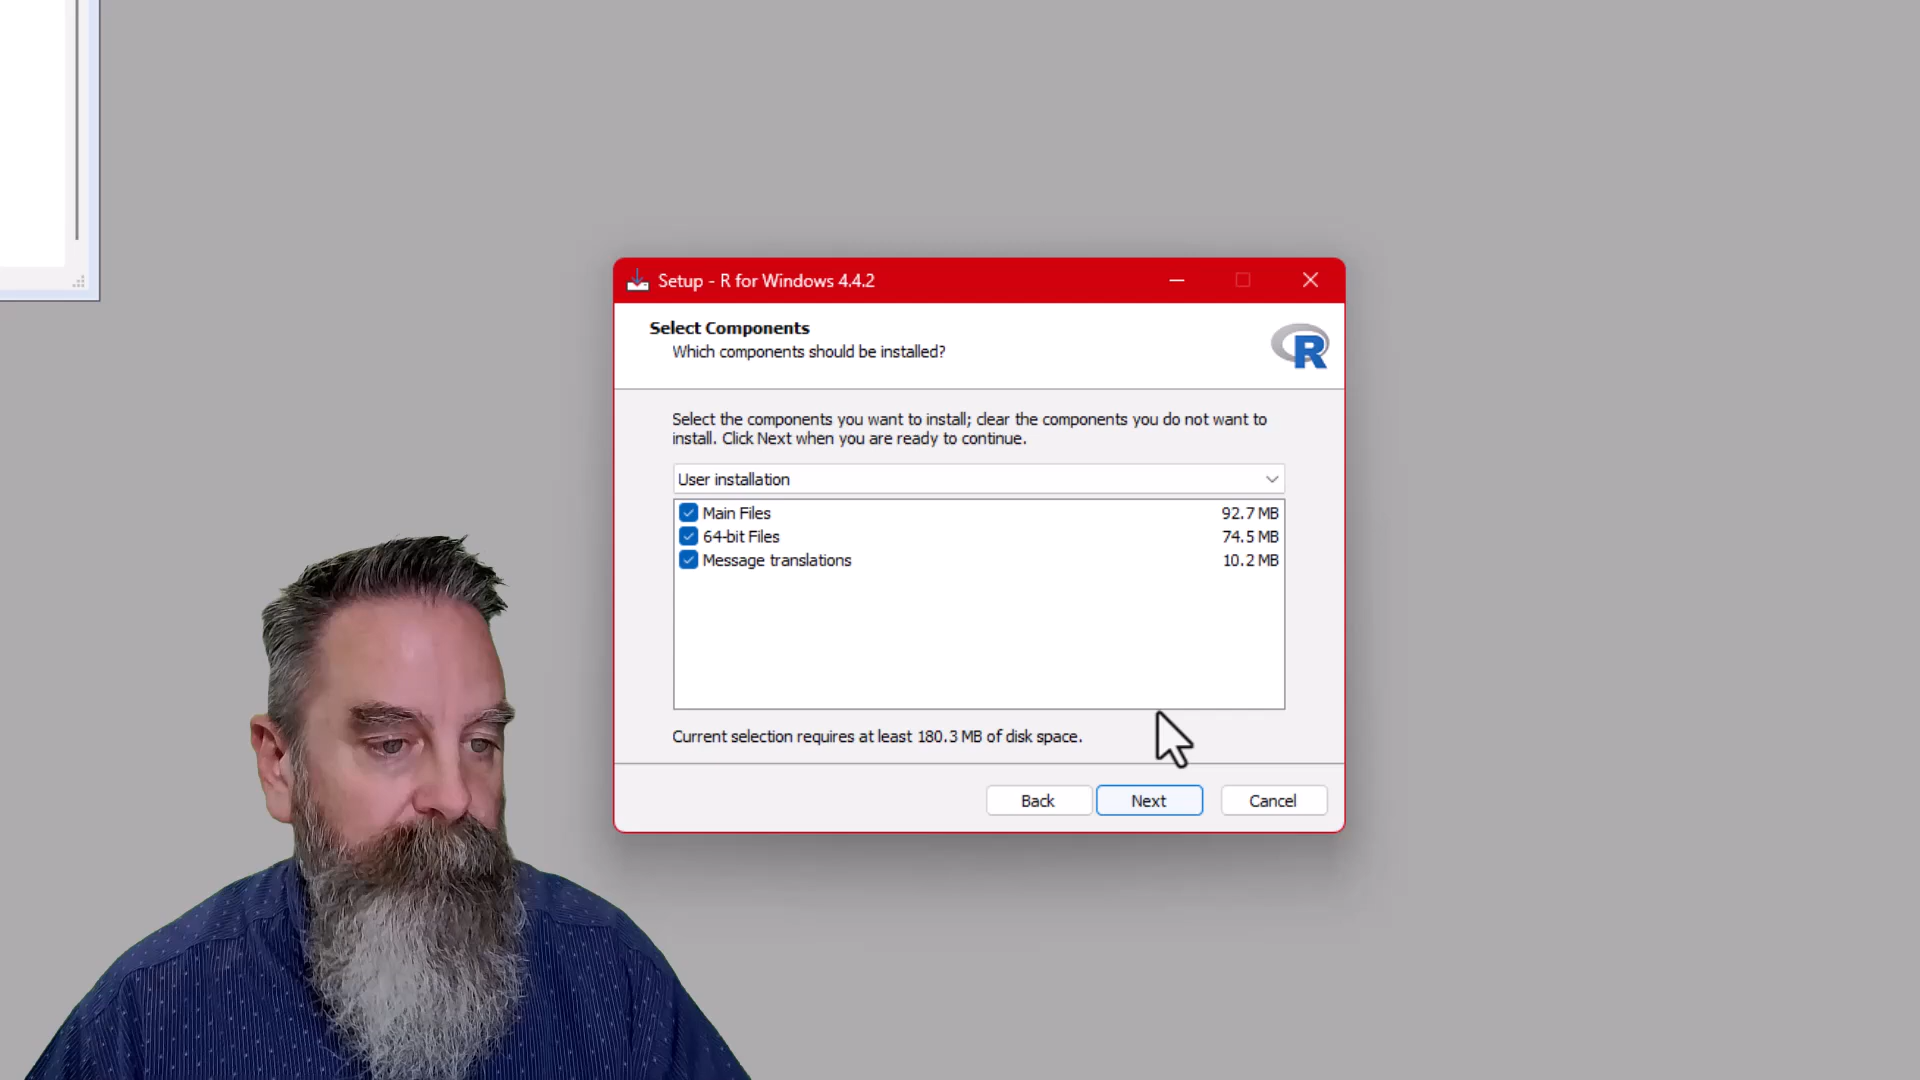 Setup - R for Windows 4.4.2
Select Components
Which components should be installed?
R
Select the components you want to install; clear the components you do not want to
install. Click Next when you are ready to continue.
User installation
Main Files 92.7 MB
64-bit Files 74.5 MB
Message translations 10.2 MB
Current selection requires at least 180.3 MB of disk space.
Back Next Cancel